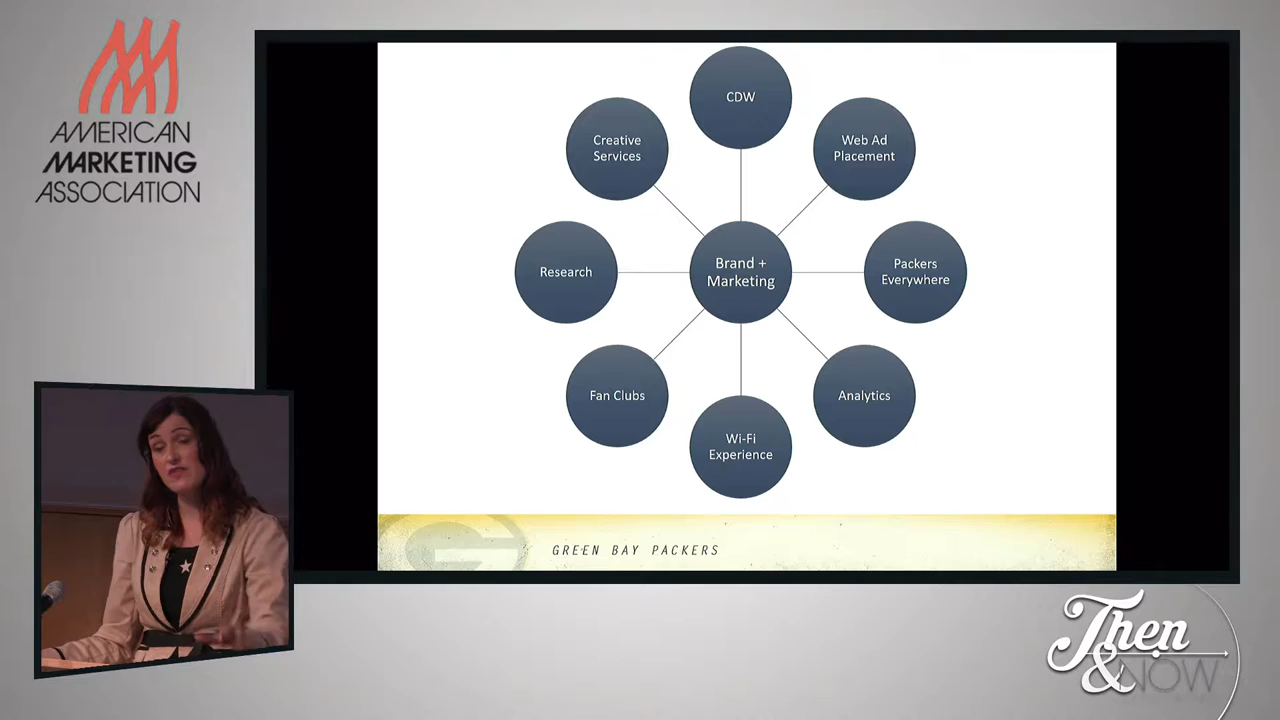 AMERICAN
MARKETING
ASSOCIATION
CDW
Creative
Services
Web Ad
Placement
Research
Brand +
Marketing
Packers
Everywhere
Fan Clubs
Analytics
Wi-Fi
Experience
G
GREEN BAY PACKERS
Then
& NOW